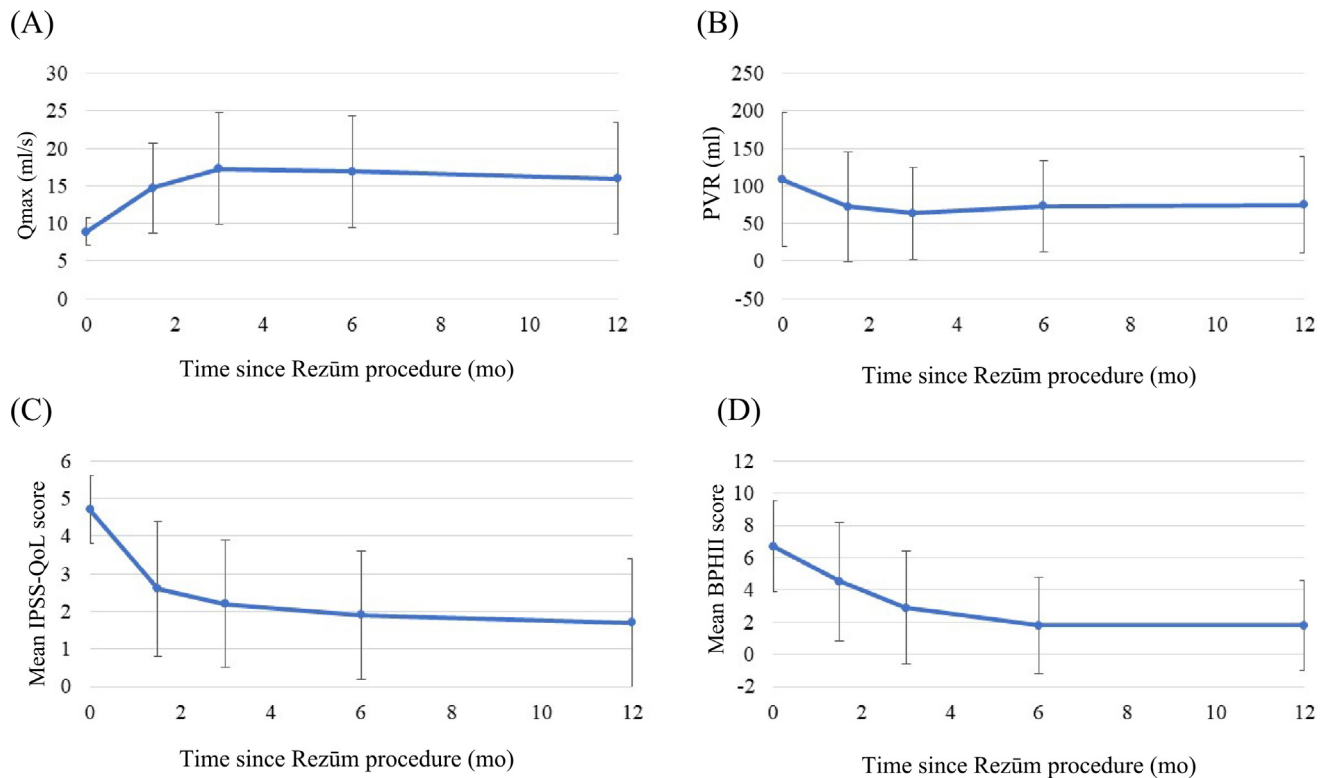 (A)
Qmax (ml/s)
30
25
20
15
10
5
0
0 2 4 6 8 10 12
Time since Rezūm procedure (mo)
(B)
PVR (ml)
250
200
150
100
50
0
-50
0 2 4 6 8 10 12
Time since Rezūm procedure (mo)
(C)
Mean IPSS-QoL score
6
5
4
3
2
1
0
0 2 4 6 8 10 12
Time since Rezūm procedure (mo)
(D)
Mean BPHII score
12
10
8
6
4
2
0
-2
0 2 4 6 8 10 12
Time since Rezūm procedure (mo)